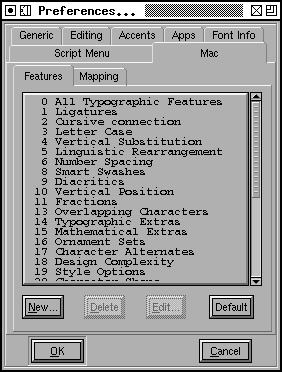 Preferences...
Generic Editing Accents Apps Font Info
Script Menu Mac
Features Mapping
0 All Typographic Features
1 Ligatures
2 Cursive connection
3 Letter Case
4 Vertical Substitution
5 Linguistic Rearrangement
6 Number Spacing
8 Smart Swashes
9 Diacritics
10 Vertical Position
11 Fractions
13 Overlapping Characters
14 Typographic Extras
15 Mathematical Extras
16 Ornament Sets
17 Character Alternates
18 Design Complexity
19 Style Options
20 Character Shape
New... Delete Edit... Default
OK Cancel